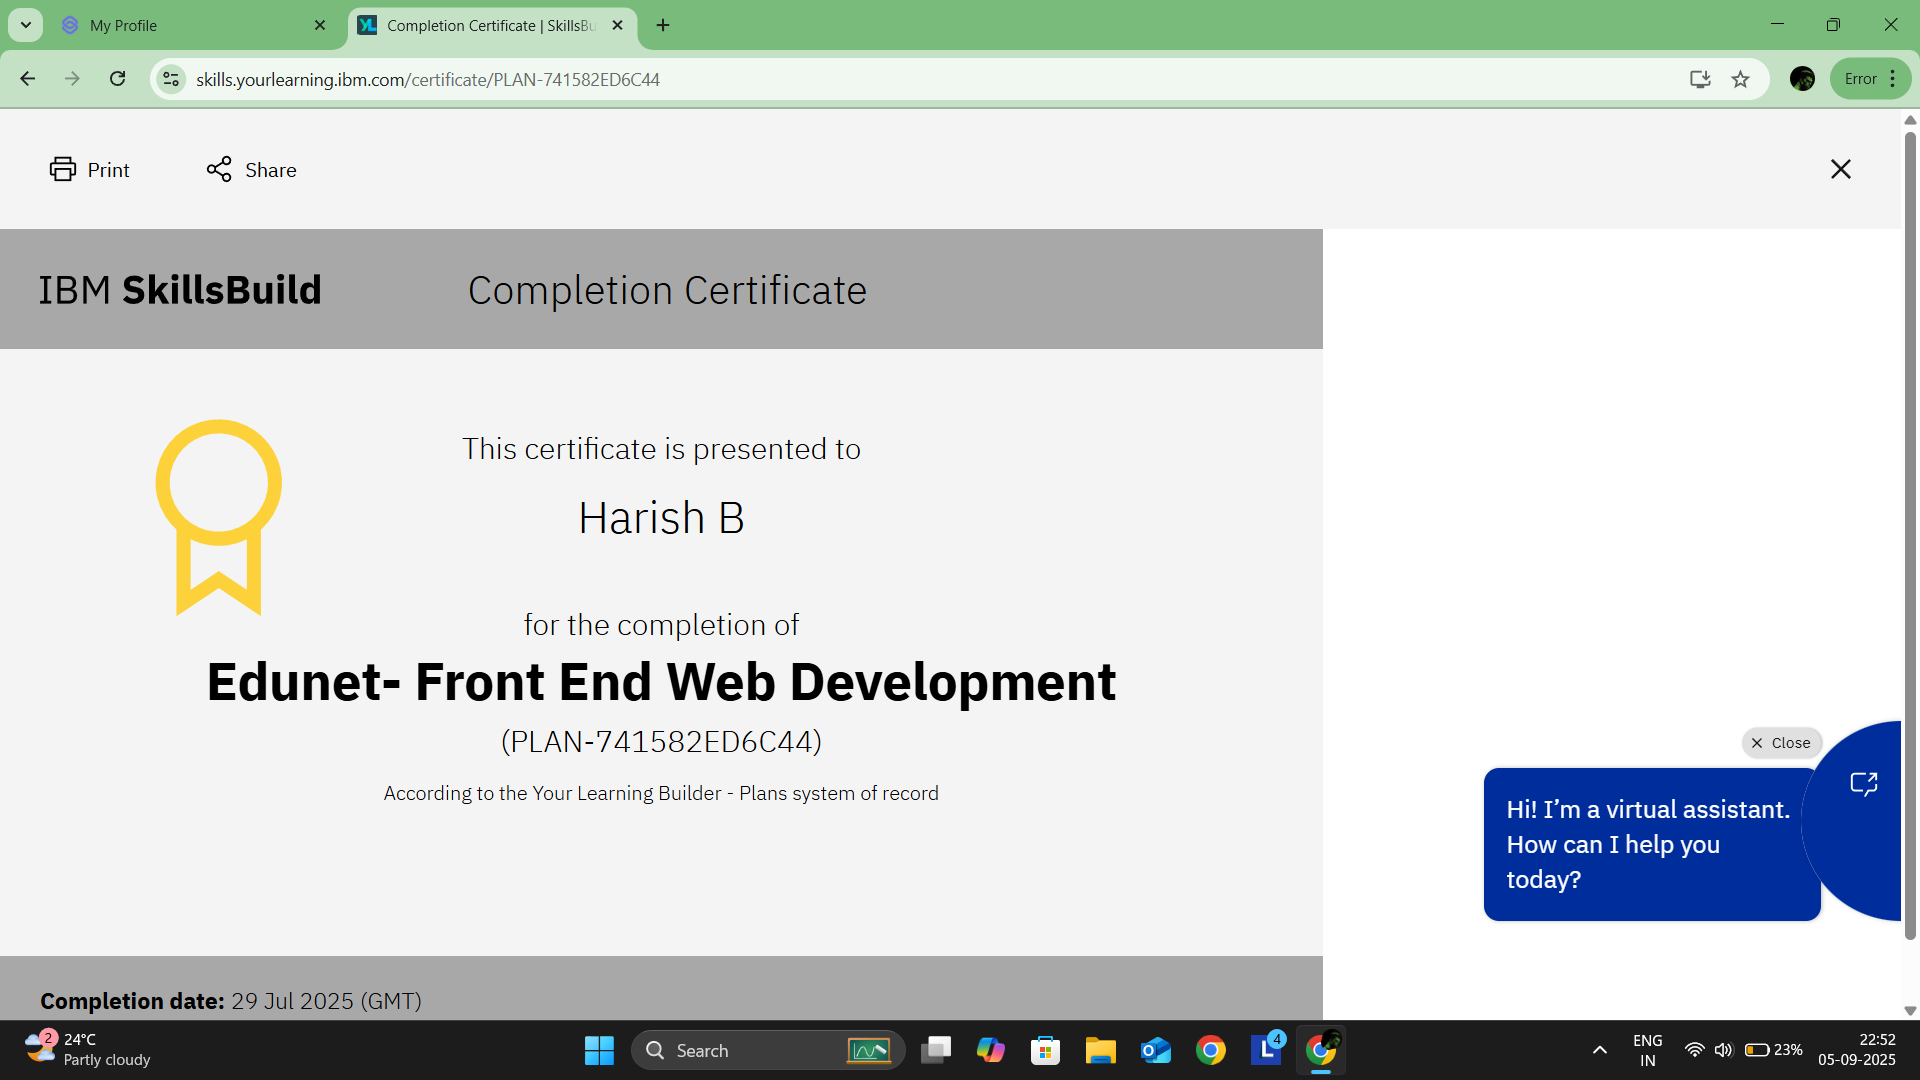 My Profile
Completion Certificate | SkillsBu
skills.yourlearning.ibm.com/certificate/PLAN-741582ED6C44
Error
Print
Share
IBM SkillsBuild
Completion Certificate
This certificate is presented to
Harish B
for the completion of
Edunet- Front End Web Development
(PLAN-741582ED6C44)
According to the Your Learning Builder - Plans system of record
Close
Hi! I’m a virtual assistant.
How can I help you
today?
Completion date: 29 Jul 2025 (GMT)
2
24°C
Partly cloudy
Search
4
ENG
IN
23%
22:52
05-09-2025